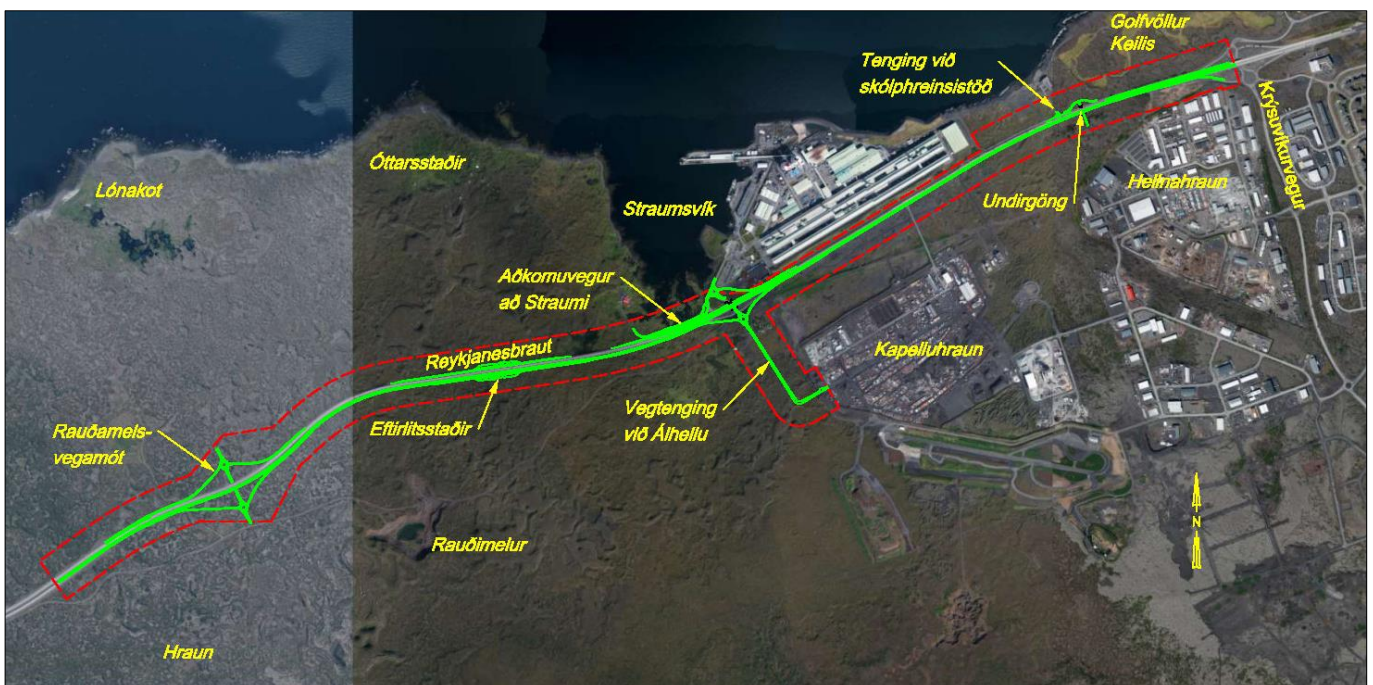 Golfvöllur
Keilis
Tenging við
skólphreinsistöð
Krýsuvíkurvegur
Óttarsstaðir
Lónakot
Hellnahraun
Undirgöng
Straumsvík
Aðkomuvegur
að Straumi
Kapelluhraun
Reykjanesbraut
Eftirlitsstaðir
Vegtenging
við Álhellu
Rauðamels-
vegamót
Rauðimelur
N
Hraun